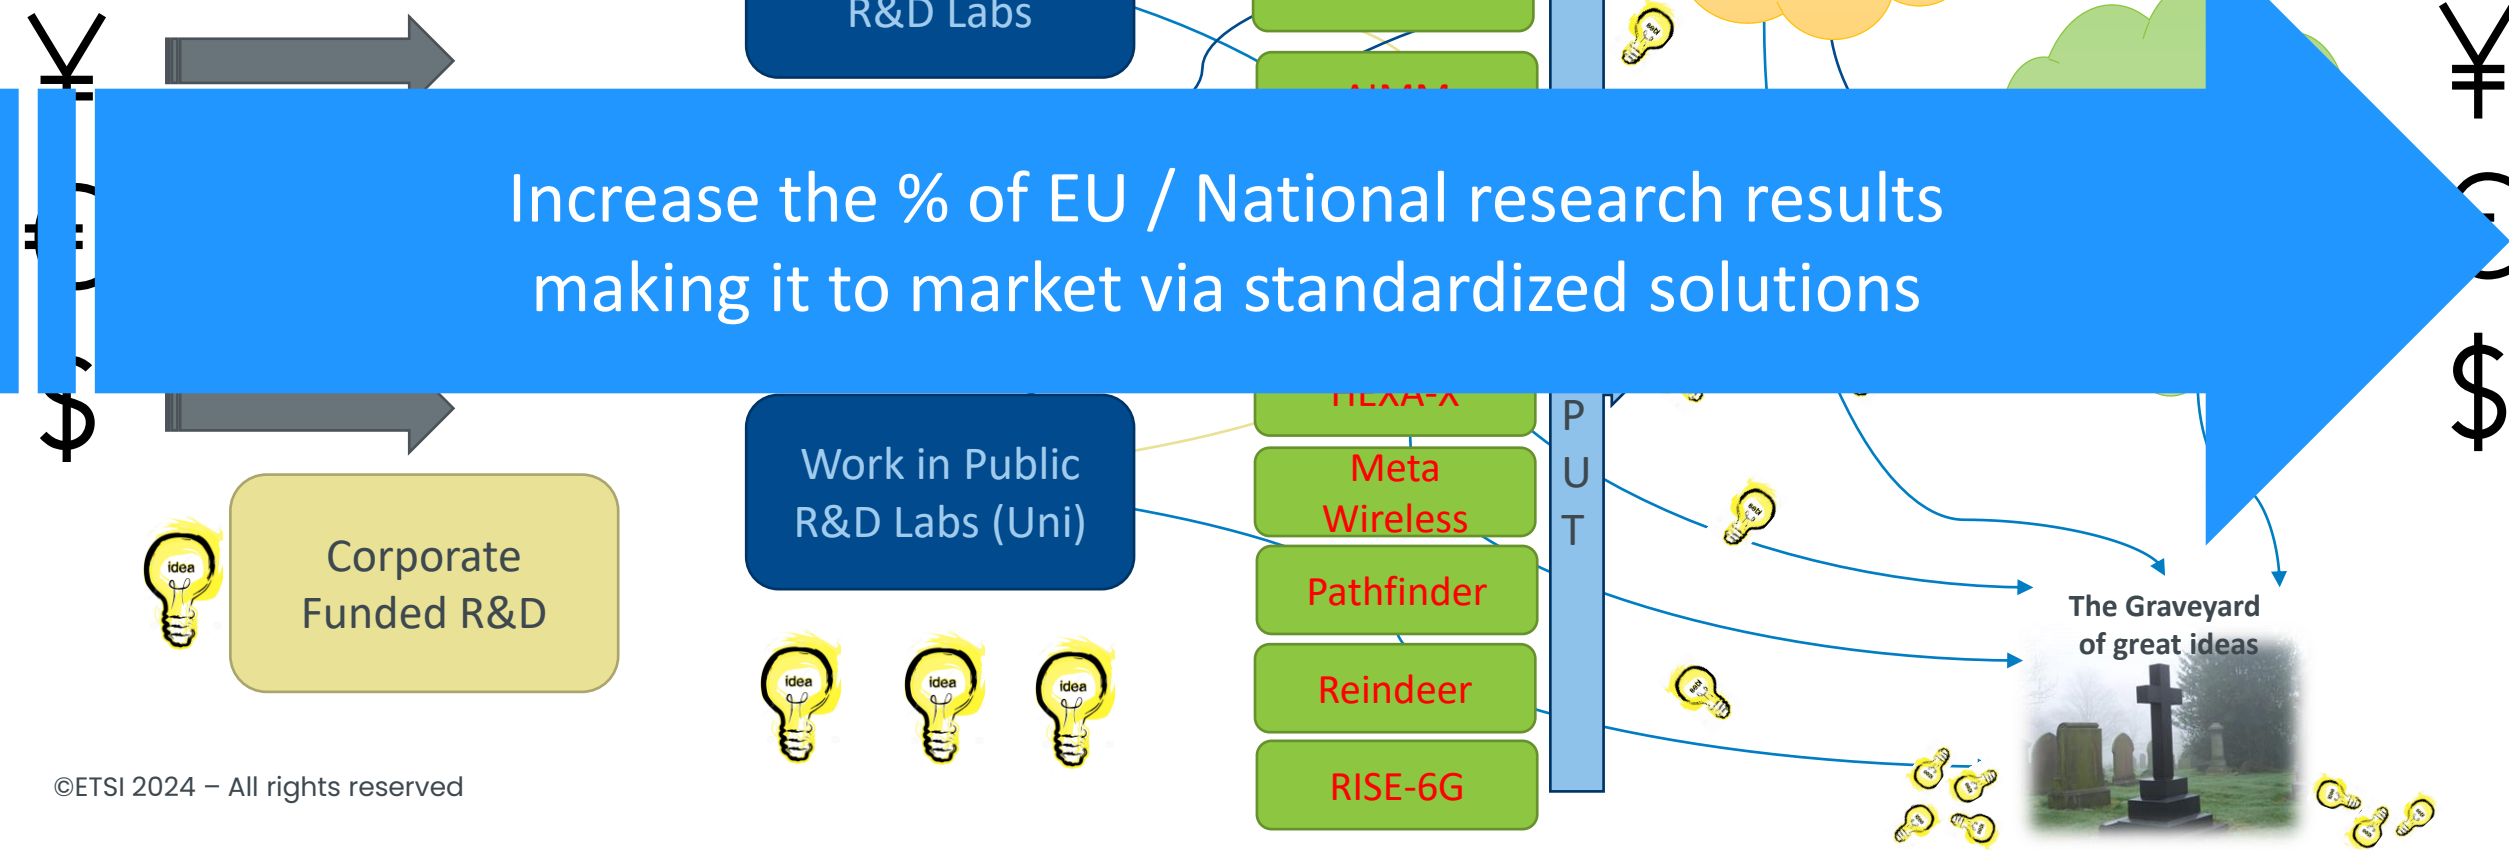 R&D Labs
¥
¥
AIMM
Increase the % of EU / National research results
making it to market via standardized solutions
$
$
HEXA-X
P
U
T
Work in Public
R&D Labs (Uni)
Meta
Wireless
Corporate
Funded R&D
idea
Pathfinder
The Graveyard
of great ideas
Reindeer
idea
idea
idea
RISE-6G
©ETSI 2024 – All rights reserved